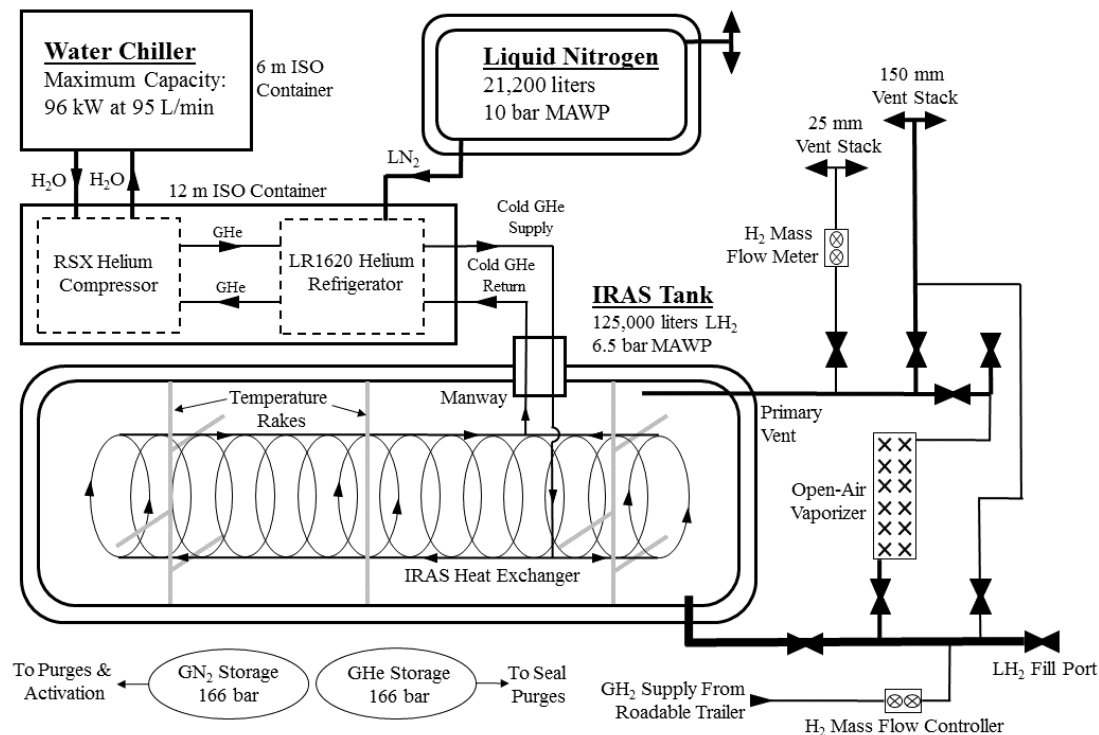 Water Chiller
Maximum Capacity:
96 kW at 95 L/min
6 m ISO
Container
Liquid Nitrogen
21,200 liters
10 bar MAWP
150 mm
Vent Stack
25 mm
Vent Stack
LN₂
H₂O
H₂O
12 m ISO Container
Cold GHe
Supply
RSX Helium
Compressor
GHe
GHe
LR1620 Helium
Refrigerator
Cold GHe
Return
H₂ Mass
Flow Meter
IRAS Tank
125,000 liters LH₂
6.5 bar MAWP
Temperature
Rakes
Manway
Primary
Vent
Open-Air
Vaporizer
IRAS Heat Exchanger
To Purges &
Activation
GN₂ Storage
166 bar
GHe Storage
166 bar
To Seal
Purges
GH₂ Supply From
Roadable Trailer
H₂ Mass Flow Controller
LH₂ Fill Port